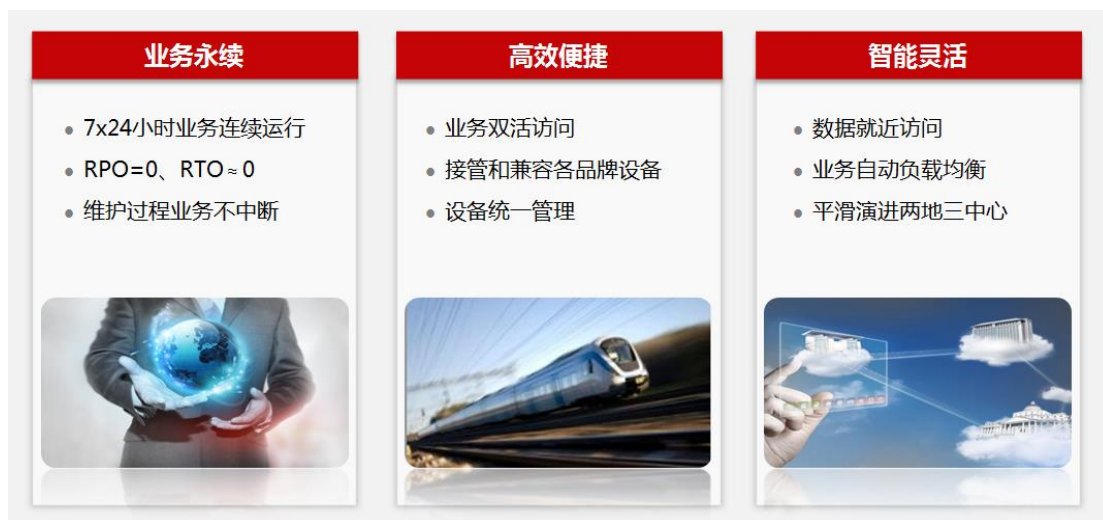 业务永续
● 7x24小时业务连续运行
● RPO=0、RTO≈0
● 维护过程业务不中断
高效便捷
● 业务双活访问
● 接管和兼容各品牌设备
● 设备统一管理
智能灵活
● 数据就近访问
● 业务自动负载均衡
● 平滑演进两地三中心